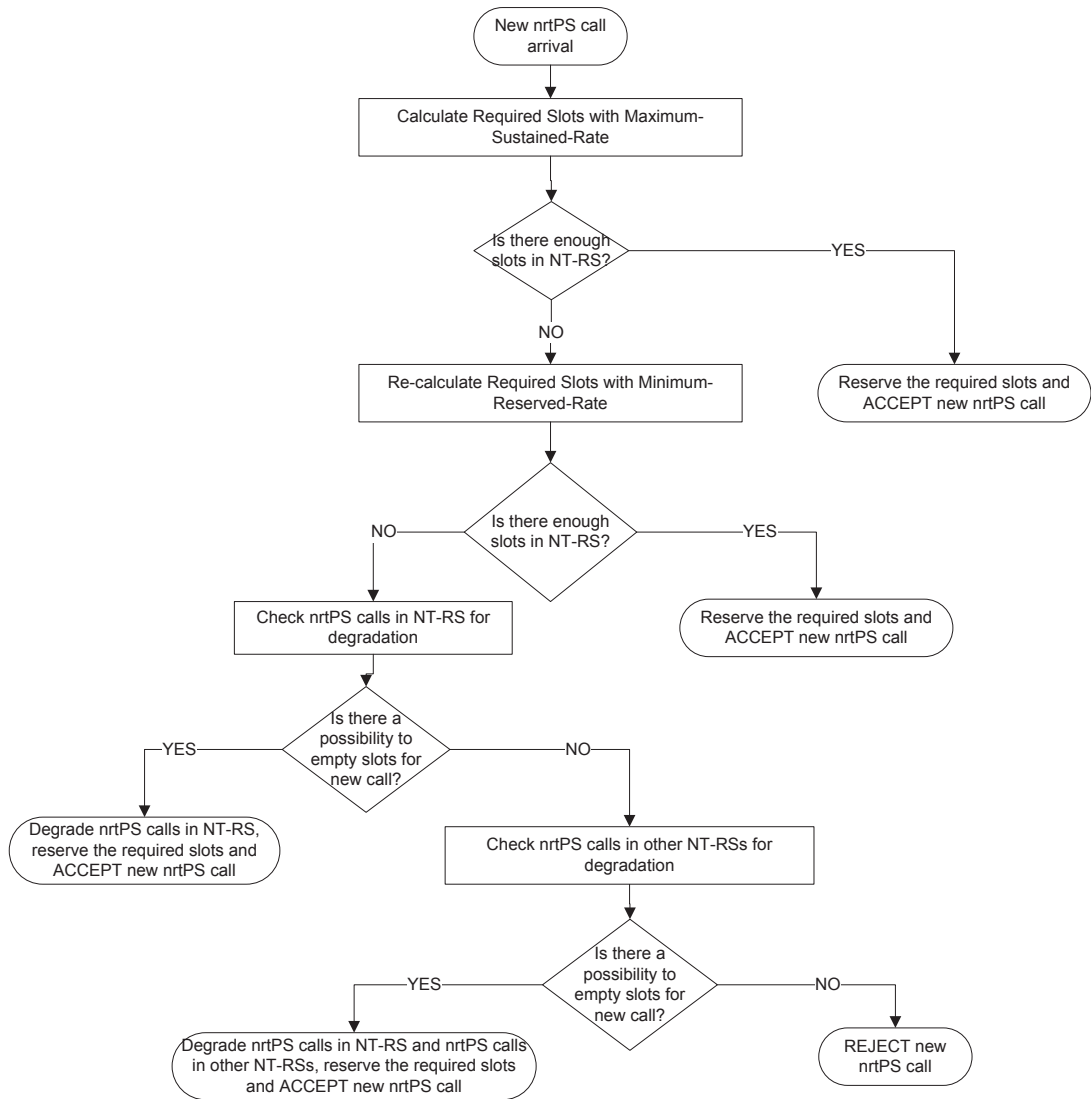 New nrtPS call
arrival
Calculate Required Slots with Maximum-
Sustained-Rate
Is there enough
slots in NT-RS?
YES
NO
Reserve the required slots and
ACCEPT new nrtPS call
Re-calculate Required Slots with Minimum-
Reserved-Rate
Is there enough
slots in NT-RS?
NO
YES
Check nrtPS calls in NT-RS for
degradation
Reserve the required slots and
ACCEPT new nrtPS call
Is there a
possibility to
empty slots for
new call?
YES
NO
Degrade nrtPS calls in NT-RS,
reserve the required slots and
ACCEPT new nrtPS call
Check nrtPS calls in other NT-RSs for
degradation
Is there a
possibility to
empty slots for
new call?
YES
NO
Degrade nrtPS calls in NT-RS and nrtPS calls
in other NT-RSs, reserve the required slots
and ACCEPT new nrtPS call
REJECT new
nrtPS call